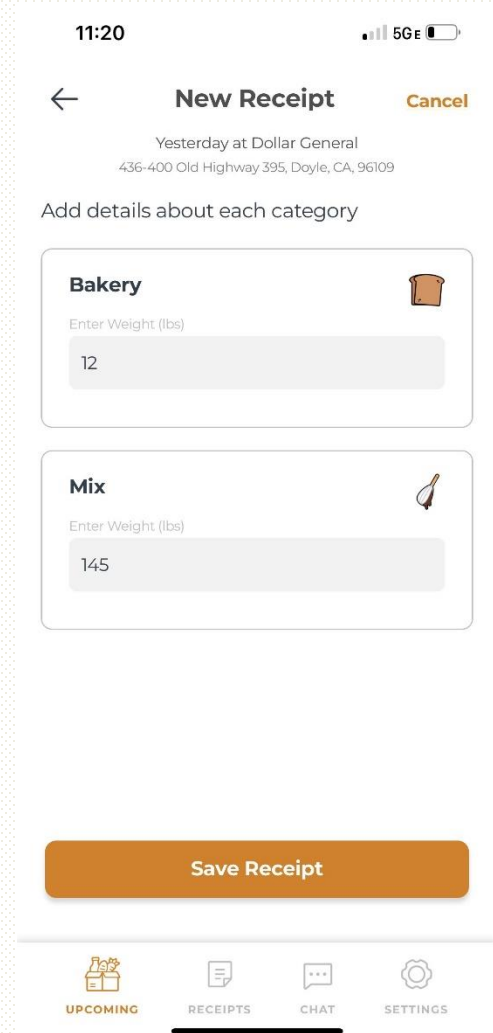 11:20 5GE
New Receipt Cancel
Yesterday at Dollar General
436-400 Old Highway 395, Doyle, CA, 96109
Add details about each category
Bakery
Enter Weight (lbs)
12
Mix
Enter Weight (lbs)
145
Save Receipt
UPCOMING RECEIPTS CHAT SETTINGS